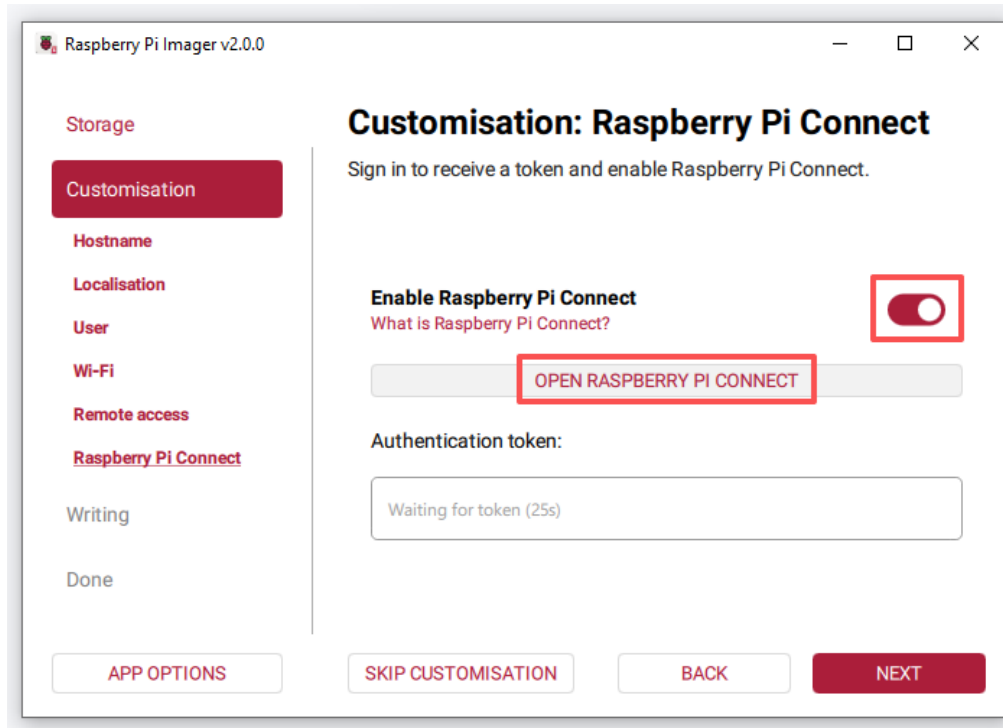 Raspberry Pi Imager v2.0.0
Storage
Customisation
Hostname
Localisation
User
Wi-Fi
Remote access
Raspberry Pi Connect
Writing
Done
APP OPTIONS
Customisation: Raspberry Pi Connect
Sign in to receive a token and enable Raspberry Pi Connect.
Enable Raspberry Pi Connect
What is Raspberry Pi Connect?
OPEN RASPBERRY PI CONNECT
Authentication token:
Waiting for token (25s)
SKIP CUSTOMISATION
BACK
NEXT